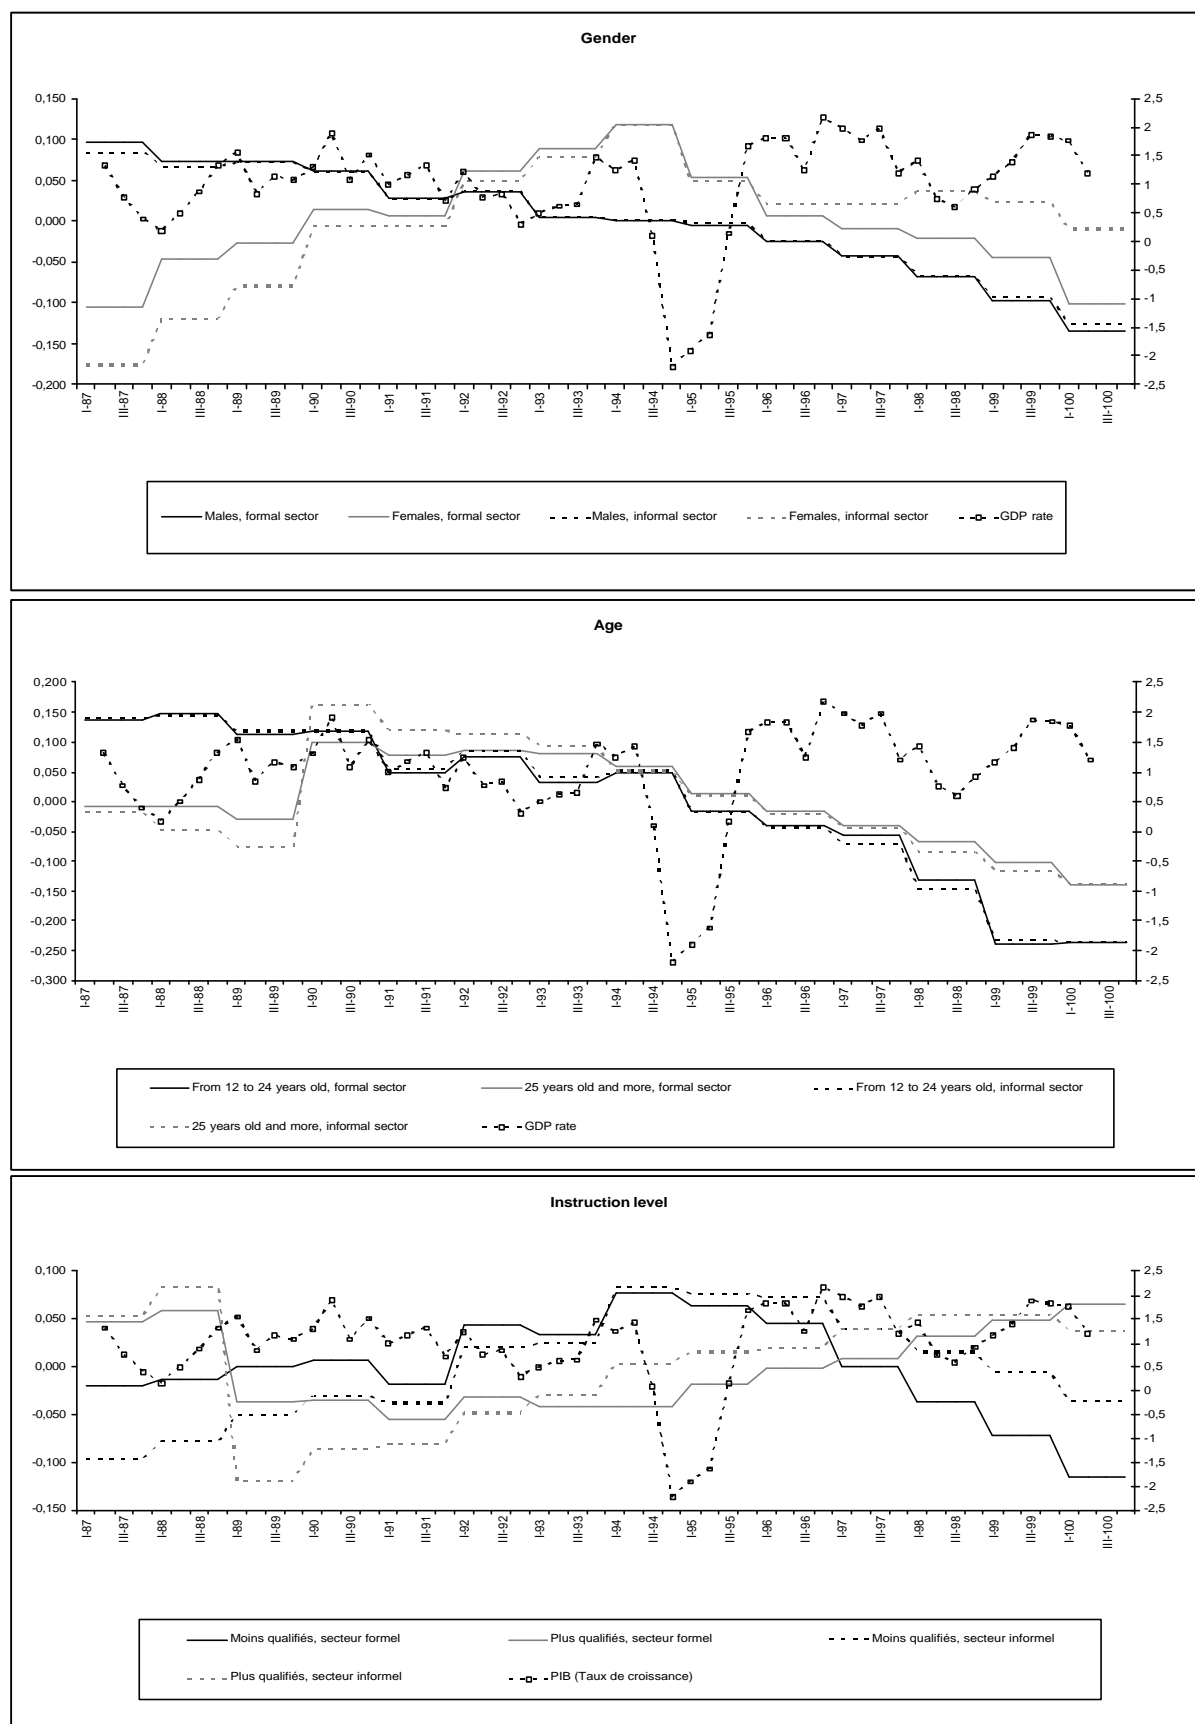 Gender
0,150
0,100
0,050
0,000
-0,050
-0,100
-0,150
-0,200
2,5
2
1,5
1
0,5
0
-0,5
-1
-1,5
-2
-2,5
I-87
III-87
I-88
III-88
I-89
III-89
I-90
III-90
I-91
III-91
I-92
III-92
I-93
III-93
I-94
III-94
I-95
III-95
I-96
III-96
I-97
III-97
I-98
III-98
I-99
III-99
I-100
III-100
Males, formal sector
Females, formal sector
Males, informal sector
Females, informal sector
GDP rate
Age
0,200
0,150
0,100
0,050
0,000
-0,050
-0,100
-0,150
-0,200
-0,250
-0,300
2,5
2
1,5
1
0,5
0
-0,5
-1
-1,5
-2
-2,5
I-87
III-87
I-88
III-88
I-89
III-89
I-90
III-90
I-91
III-91
I-92
III-92
I-93
III-93
I-94
III-94
I-95
III-95
I-96
III-96
I-97
III-97
I-98
III-98
I-99
III-99
I-100
III-100
From 12 to 24 years old, formal sector
25 years old and more, formal sector
From 12 to 24 years old, informal sector
25 years old and more, informal sector
GDP rate
Instruction level
0,100
0,050
0,000
-0,050
-0,100
-0,150
2,5
2
1,5
1
0,5
0
-0,5
-1
-1,5
-2
-2,5
I-87
III-87
I-88
III-88
I-89
III-89
I-90
III-90
I-91
III-91
I-92
III-92
I-93
III-93
I-94
III-94
I-95
III-95
I-96
III-96
I-97
III-97
I-98
III-98
I-99
III-99
I-100
III-100
Moins qualifiés, secteur formel
Plus qualifiés, secteur formel
Moins qualifiés, secteur informel
Plus qualifiés, secteur informel
PIB (Taux de croissance)